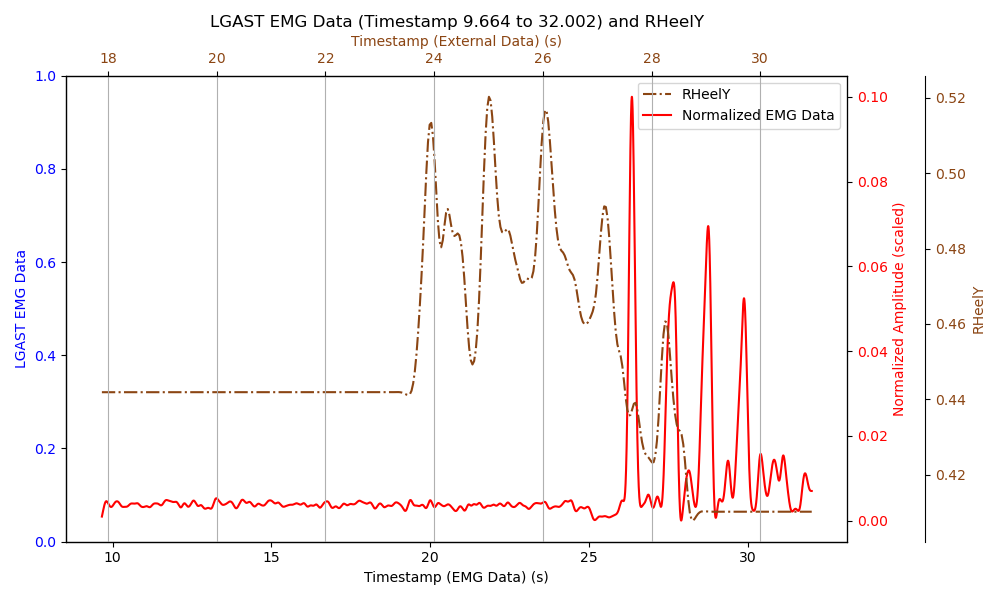 LGAST EMG Data (Timestamp 9.664 to 32.002) and RHeelY
Timestamp (External Data) (s)
18 20 22 24 26 28 30
RHeelY
Normalized EMG Data
1.0
0.8
0.6
0.4
0.2
0.0
LGAST EMG Data
0.10
0.08
0.06
0.04
0.02
0.00
Normalized Amplitude (scaled)
0.52
0.50
0.48
0.46
0.44
0.42
RHeelY
10 15 20 25 30
Timestamp (EMG Data) (s)